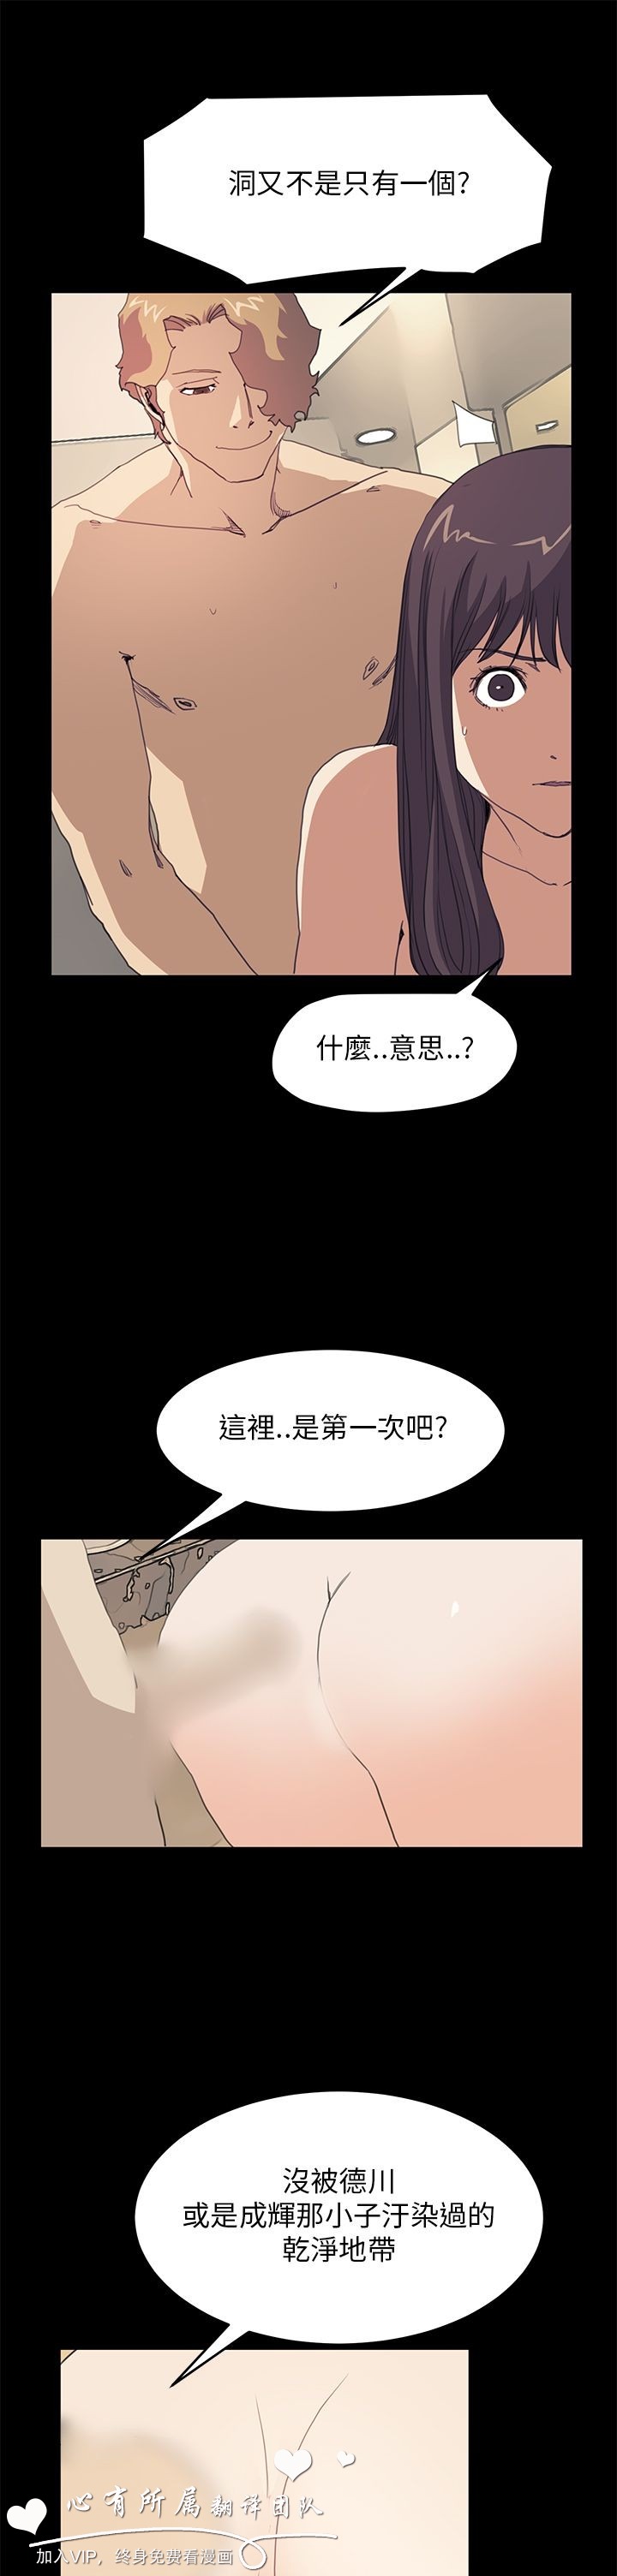 洞又不是只有一個?
什麼..意思..?
這裡..是第一次吧?
沒被德川
或是成輝那小子汙染過的
乾淨地帶
心有所属翻译团队
加入VIP，终身免费看漫画